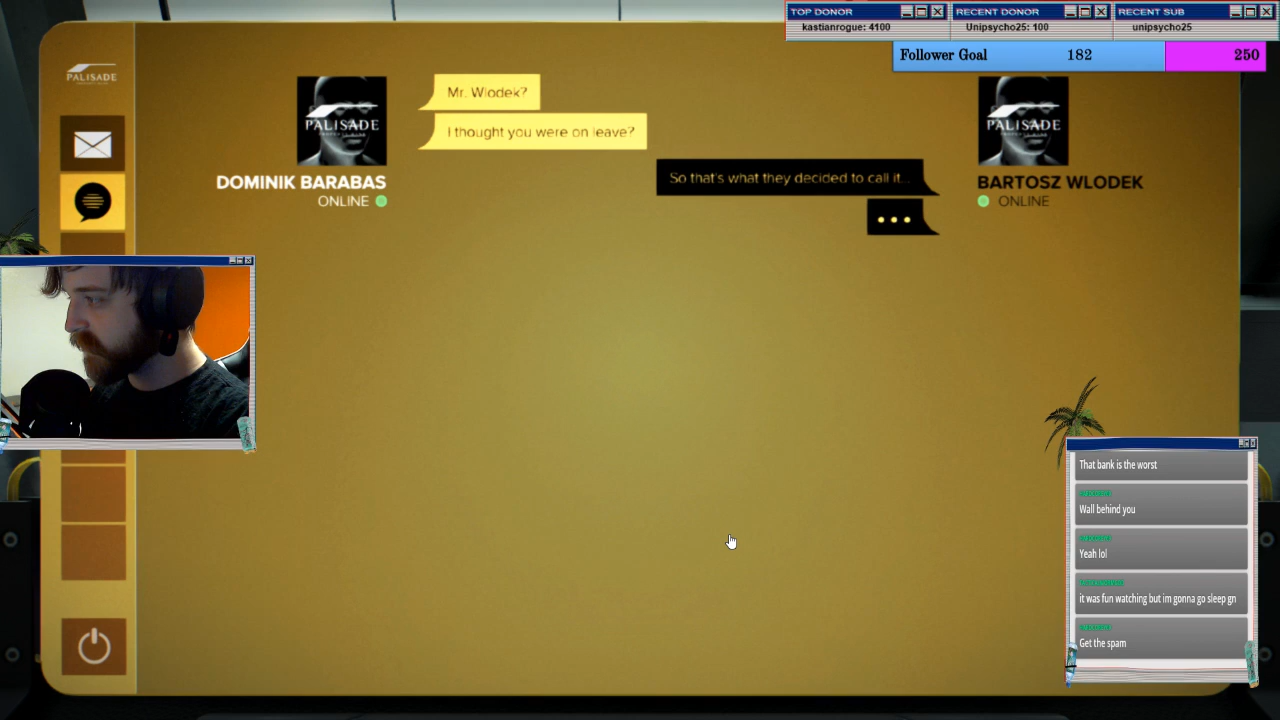 TOP DONOR
kastianrogue: 4100
RECENT DONOR
Unipsycho25: 100
RECENT SUB
unipsycho25
Follower Goal 182 250
PALISADE
PALISADE
DOMINIK BARABAS
ONLINE
Mr. Wlodek?
I thought you were on leave?
So that's what they decided to call it...
PALISADE
BARTOSZ WLODEK
ONLINE
That bank is the worst
Wall behind you
Yeah lol
it was fun watching but im gonna go sleep gn
Get the spam